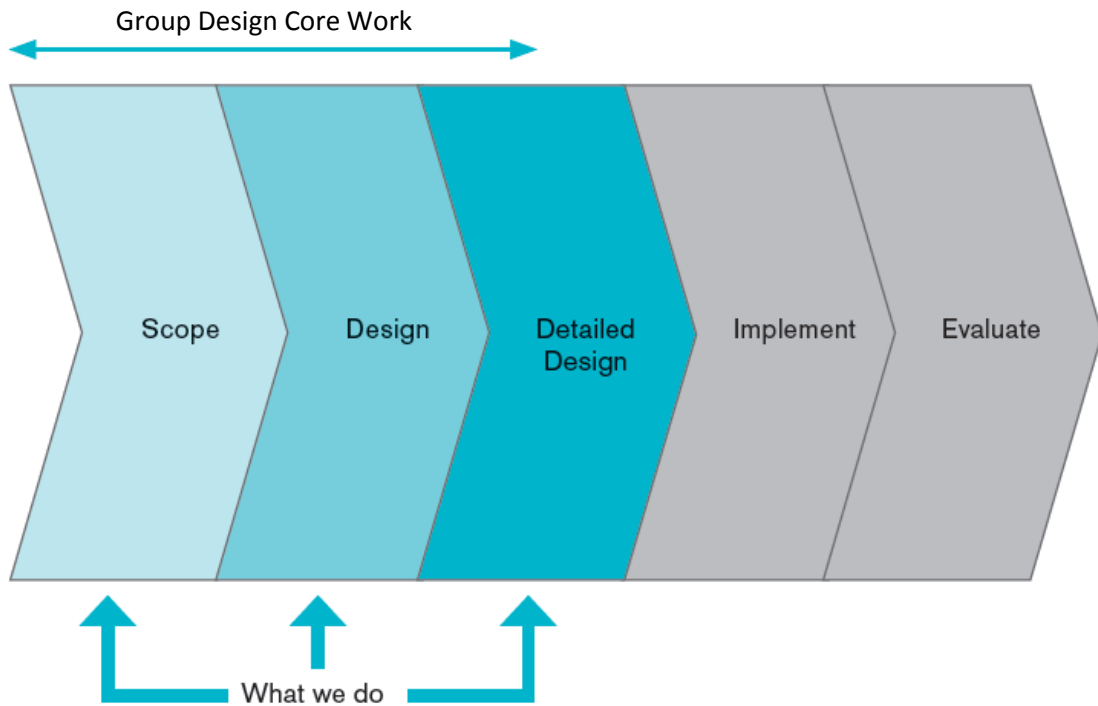 Group Design Core Work
Scope
Design
Detailed
Design
Implement
Evaluate
What we do